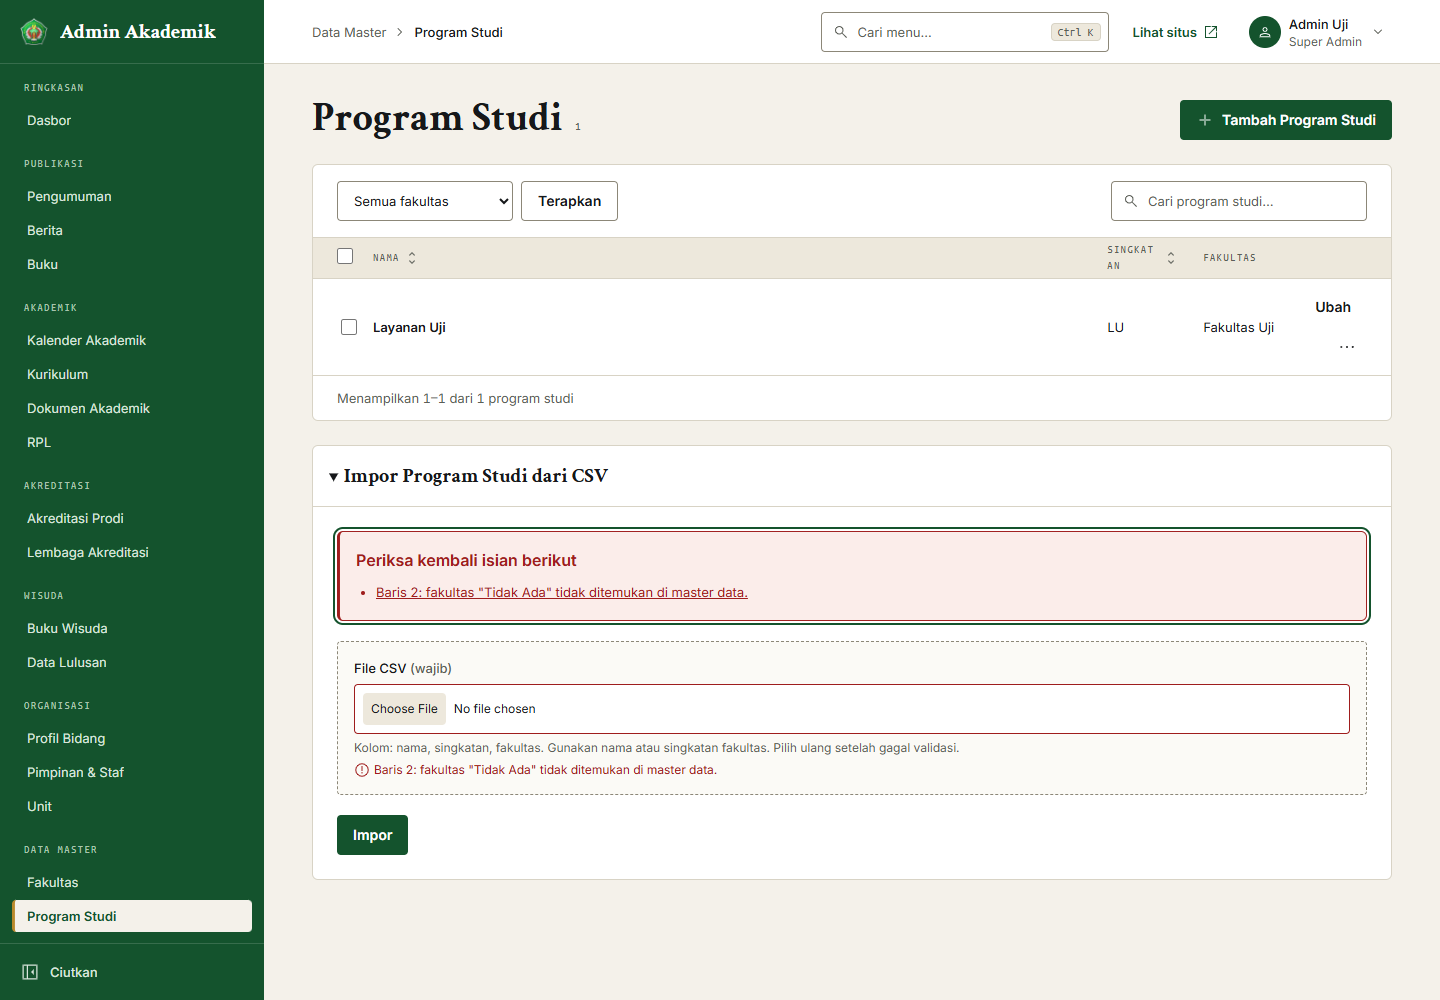 Admin Akademik
Data Master > Program Studi
Cari menu...
Ctrl K
Lihat situs
Admin Uji
Super Admin
RINGKASAN
Dasbor
PUBLIKASI
Pengumuman
Berita
Buku
AKADEMIK
Kalender Akademik
Kurikulum
Dokumen Akademik
RPL
AKREDITASI
Akreditasi Prodi
Lembaga Akreditasi
WISUDA
Buku Wisuda
Data Lulusan
ORGANISASI
Profil Bidang
Pimpinan & Staf
Unit
DATA MASTER
Fakultas
Program Studi
Ciutkan
Program Studi 1
Tambah Program Studi
Semua fakultas
Terapkan
Cari program studi...
NAMA
SINGKAT
AN
FAKULTAS
Layanan Uji
LU
Fakultas Uji
Ubah
...
Menampilkan 1–1 dari 1 program studi
Impor Program Studi dari CSV
Periksa kembali isian berikut
• Baris 2: fakultas "Tidak Ada" tidak ditemukan di master data.
File CSV (wajib)
Choose File No file chosen
Kolom: nama, singkatan, fakultas. Gunakan nama atau singkatan fakultas. Pilih ulang setelah gagal validasi.
Baris 2: fakultas "Tidak Ada" tidak ditemukan di master data.
Impor